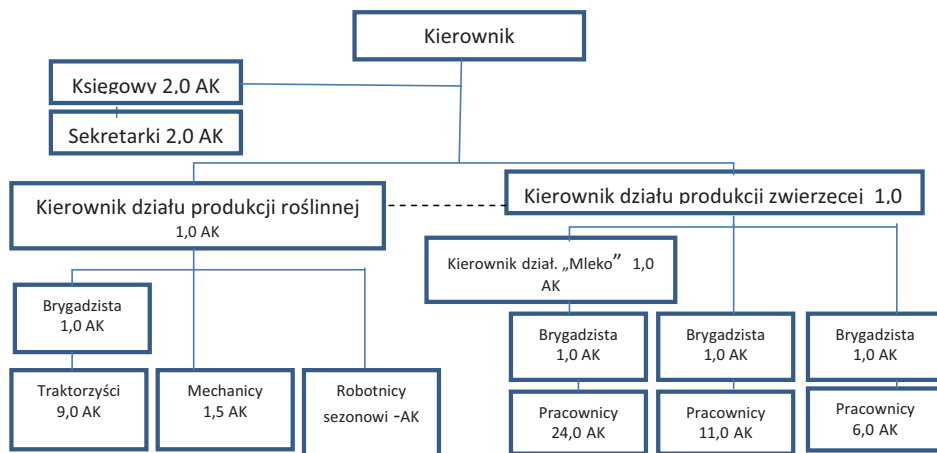 Kierownik
Księgowy 2,0 AK
Sekretarki 2,0 AK
Kierownik działu produkcji roślinnej
1,0 AK
Kierownik działu produkcji zwierzęcej 1,0
Kierownik dział. „Mleko” 1,0
AK
Brygadzista
1,0 AK
Brygadzista
1,0 AK
Brygadzista
1,0 AK
Brygadzista
1,0 AK
Traktorzyści
9,0 AK
Mechanicy
1,5 AK
Robotnicy
sezonowi -AK
Pracownicy
24,0 AK
Pracownicy
11,0 AK
Pracownicy
6,0 AK